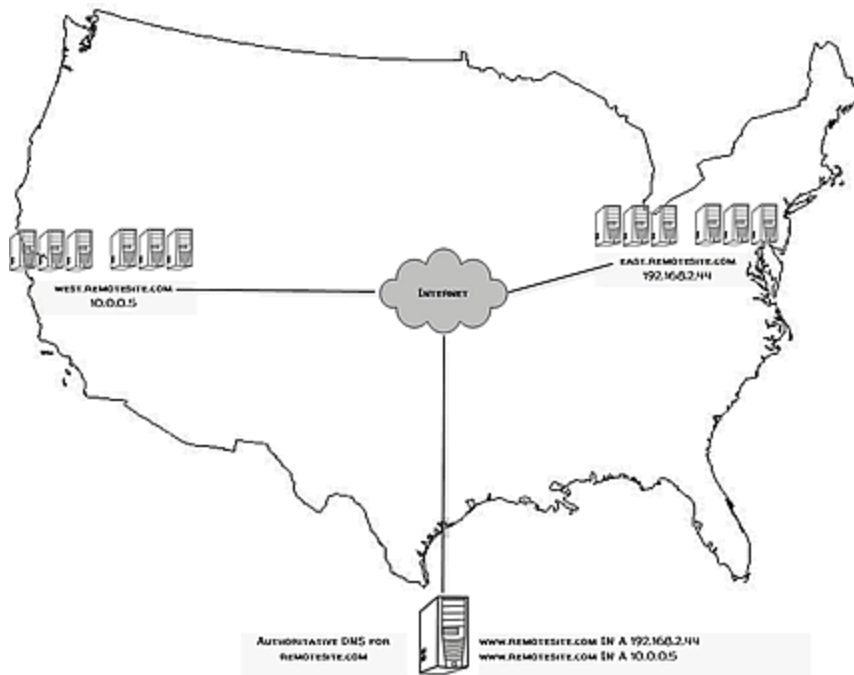 WEST.REMOTESITE.COM
10.0.0.5
INTERNET
EAST.REMOTESITE.COM
192.168.2.44
AUTHORITATIVE DNS FOR
REMOTESITE.COM
WWW.REMOTESITE.COM IN A 192.168.2.44
WWW.REMOTESITE.COM IN A 10.0.0.5